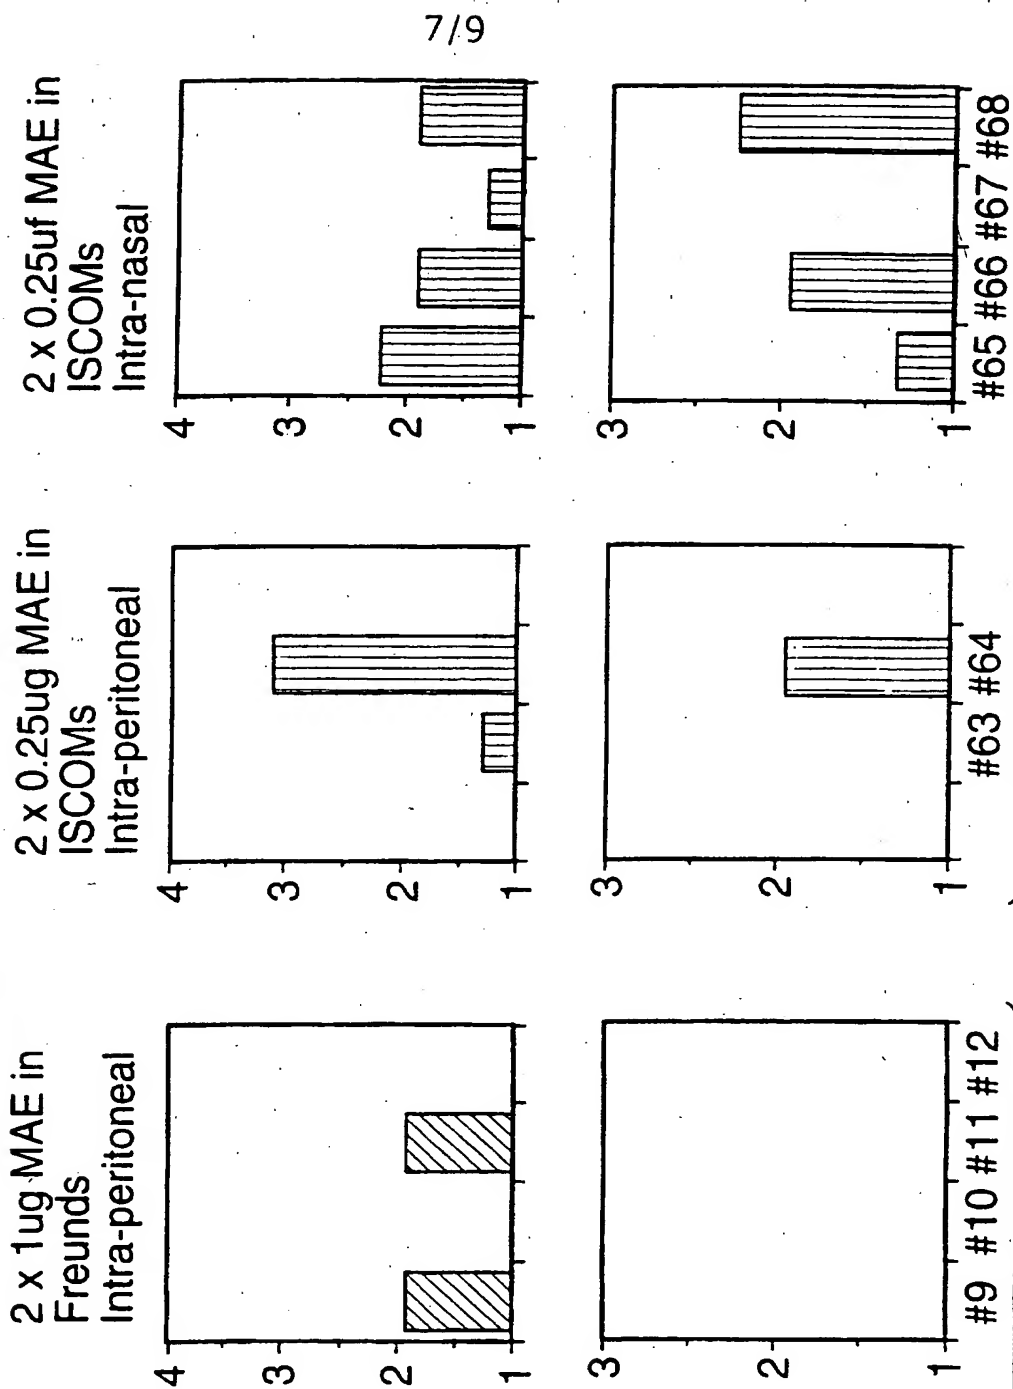 7/9
2 x 1ug MAE in
Freunds
Intra-peritoneal
2 x 0.25ug MAE in
ISCOMs
Intra-peritoneal
2 x 0.25uf MAE in
ISCOMs
Intra-nasal
4
3
2
1
4
3
2
1
4
3
2
1
3
2
1
#9 #10 #11 #12
3
2
1
#63 #64
3
2
1
#65 #66 #67 #68